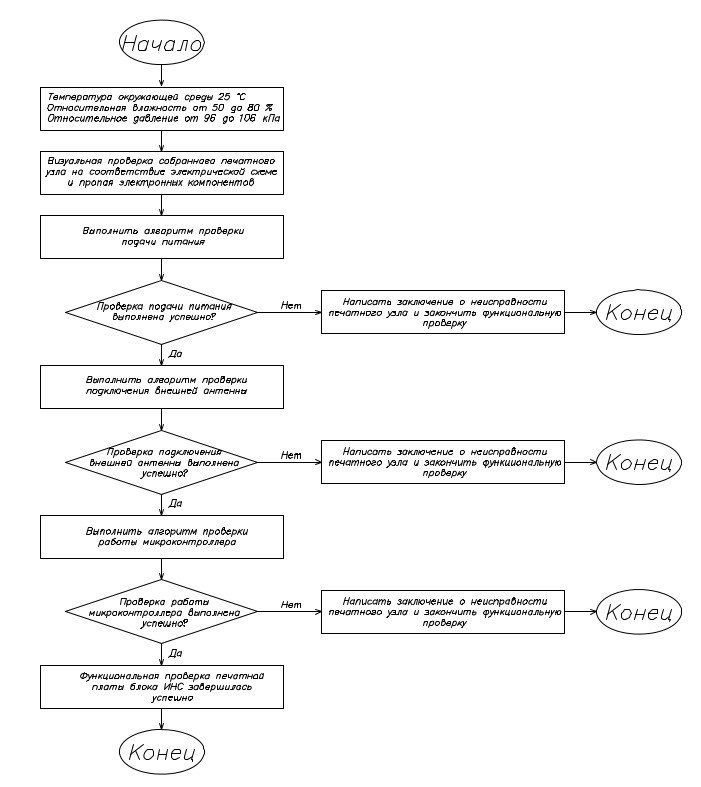 Начало
Температура окружающей среды 25 °С
Относительная влажность от 50 до 80 %
Относительное давление от 96 до 106 кПа
Визуальная проверка собранного печатного
узла на соответствие электрической схеме
и пропая электронных компонентов
Выполнить алгоритм проверки
подачи питания
Проверка подачи питания
выполнена успешно?
Нет
Написать заключение о неисправности
печатного узла и закончить функциональную
проверку
Конец
Да
Выполнить алгоритм проверки
подключения внешней антенны
Проверка подключения
внешней антенны выполнена
успешно?
Нет
Написать заключение о неисправности
печатного узла и закончить функциональную
проверку
Конец
Да
Выполнить алгоритм проверки
работы микроконтроллера
Проверка работы
микроконтроллера выполнена
успешно?
Нет
Написать заключение о неисправности
печатного узла и закончить функциональную
проверку
Конец
Да
Функциональная проверка печатной
платы блока ИНС завершилась
успешно
Конец